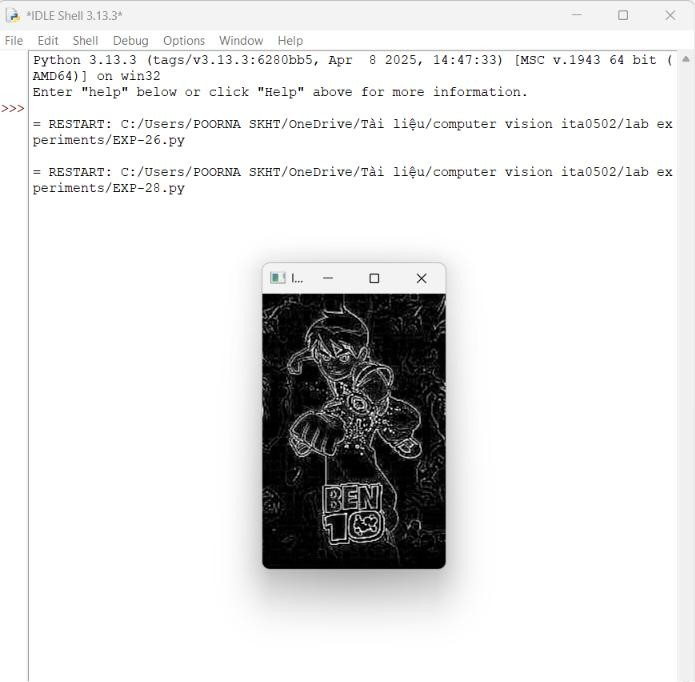 *IDLE Shell 3.13.3*
File Edit Shell Debug Options Window Help
Python 3.13.3 (tags/v3.13.3:6280bb5, Apr  8 2025, 14:47:33) [MSC v.1943 64 bit (
AMD64)] on win32
Enter "help" below or click "Help" above for more information.
>>>
= RESTART: C:/Users/POORNA SKHT/OneDrive/Tài liệu/computer vision ita0502/lab ex
periments/EXP-26.py
= RESTART: C:/Users/POORNA SKHT/OneDrive/Tài liệu/computer vision ita0502/lab ex
periments/EXP-28.py
I...
BEN
10